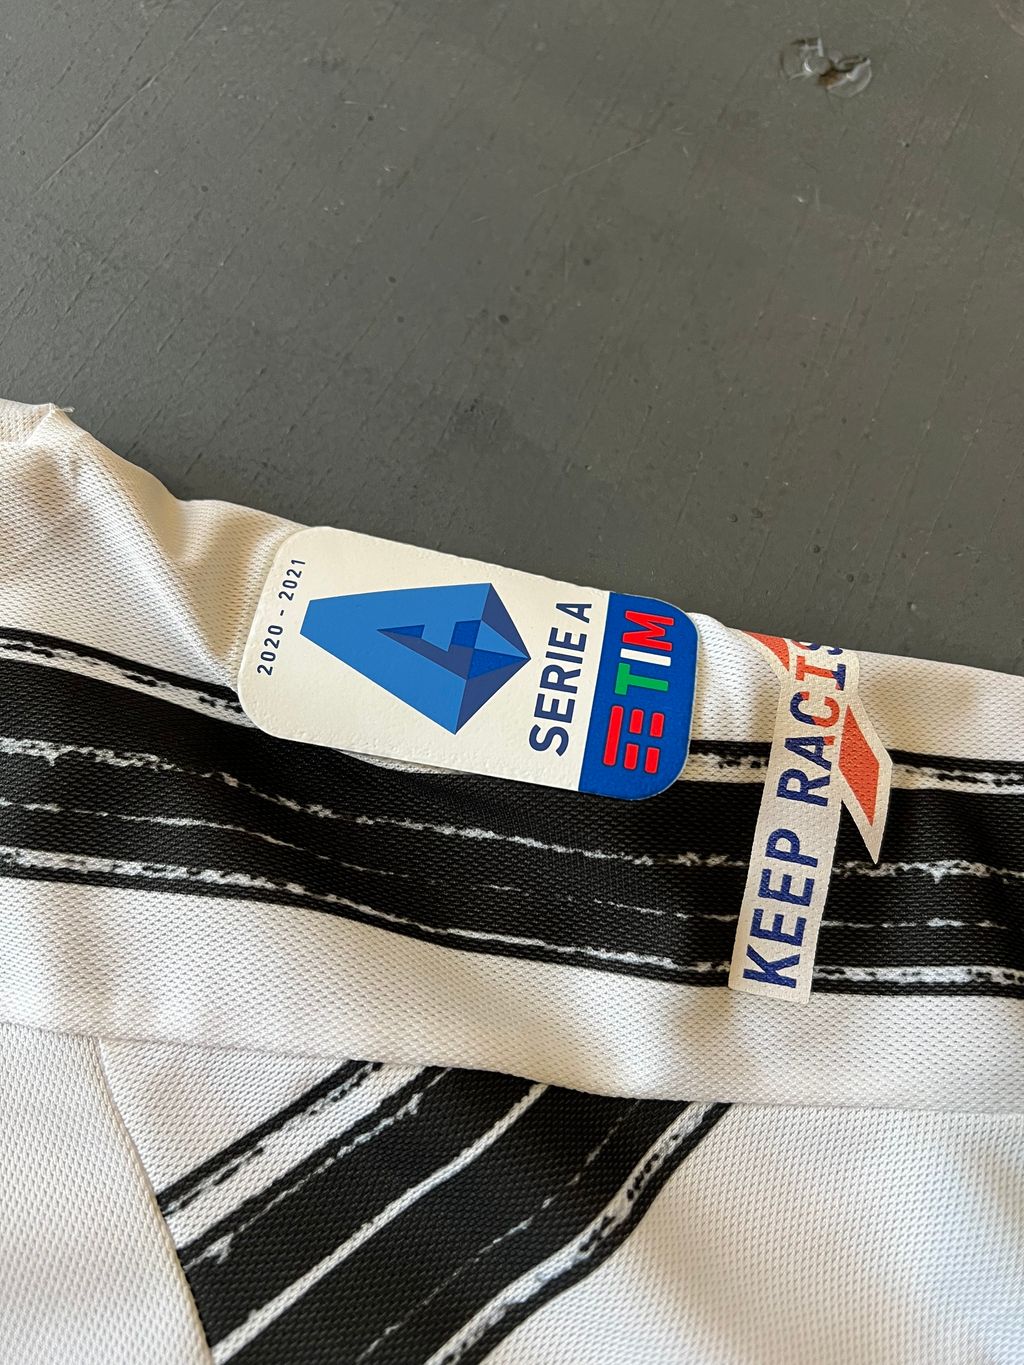 2020 - 2021
SERIE A
TIM
KEEP RACIS